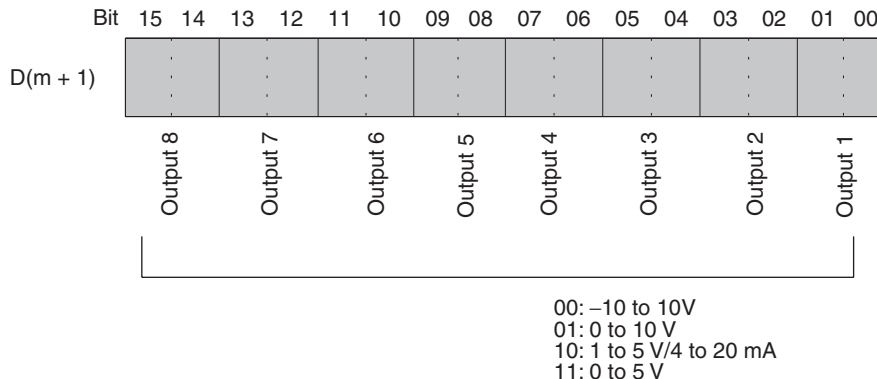 Bit 15 14 13 12 11 10 09 08 07 06 05 04 03 02 01 00
D(m + 1)
Output 8 Output 7 Output 6 Output 5 Output 4 Output 3 Output 2 Output 1
00: –10 to 10V
01: 0 to 10 V
10: 1 to 5 V/4 to 20 mA
11: 0 to 5 V